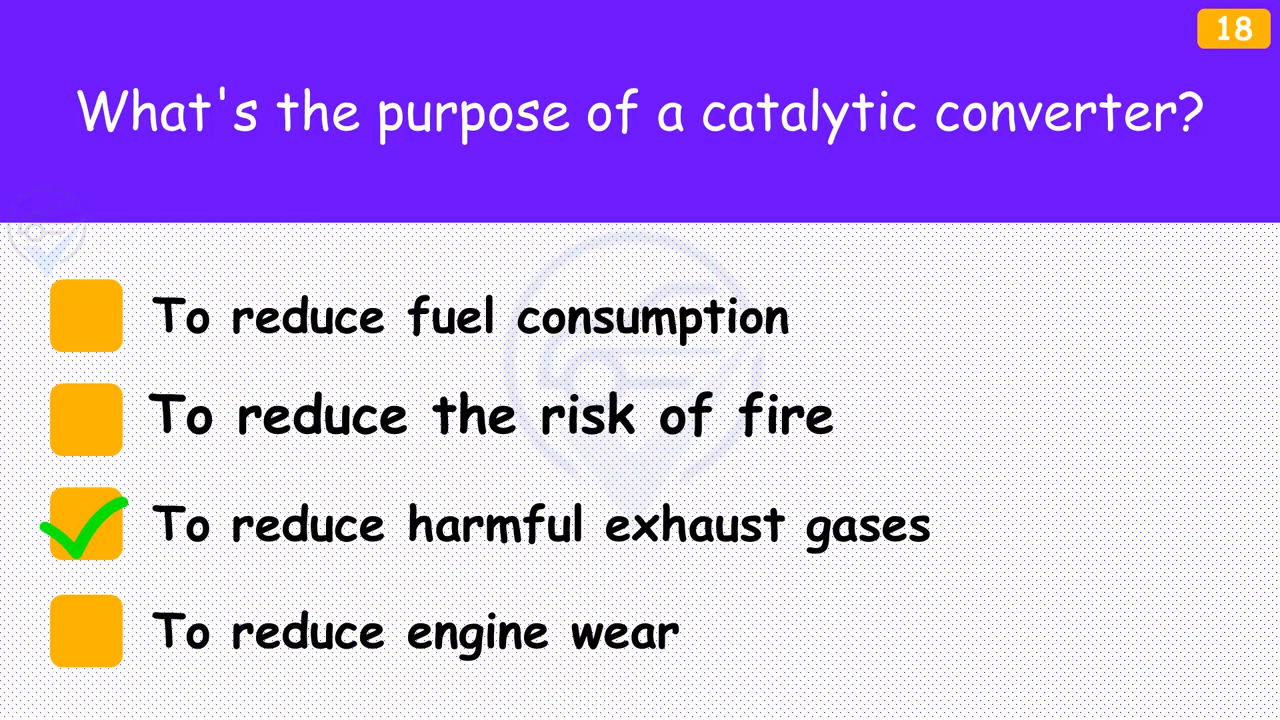 18
What's the purpose of a catalytic converter?
To reduce fuel consumption
To reduce the risk of fire
To reduce harmful exhaust gases
To reduce engine wear